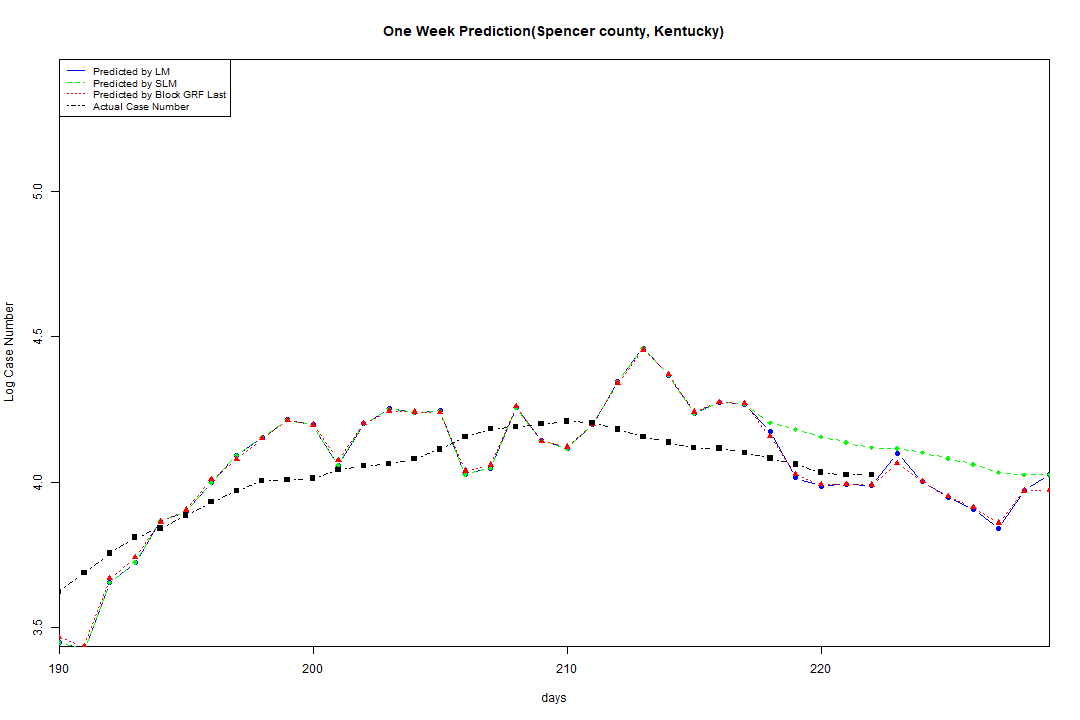 One Week Prediction(Spencer county, Kentucky)
Predicted by LM
Predicted by SLM
Predicted by Block GRF Last
Actual Case Number
Log Case Number
5.0
4.5
4.0
3.5
190 200 210 220
days